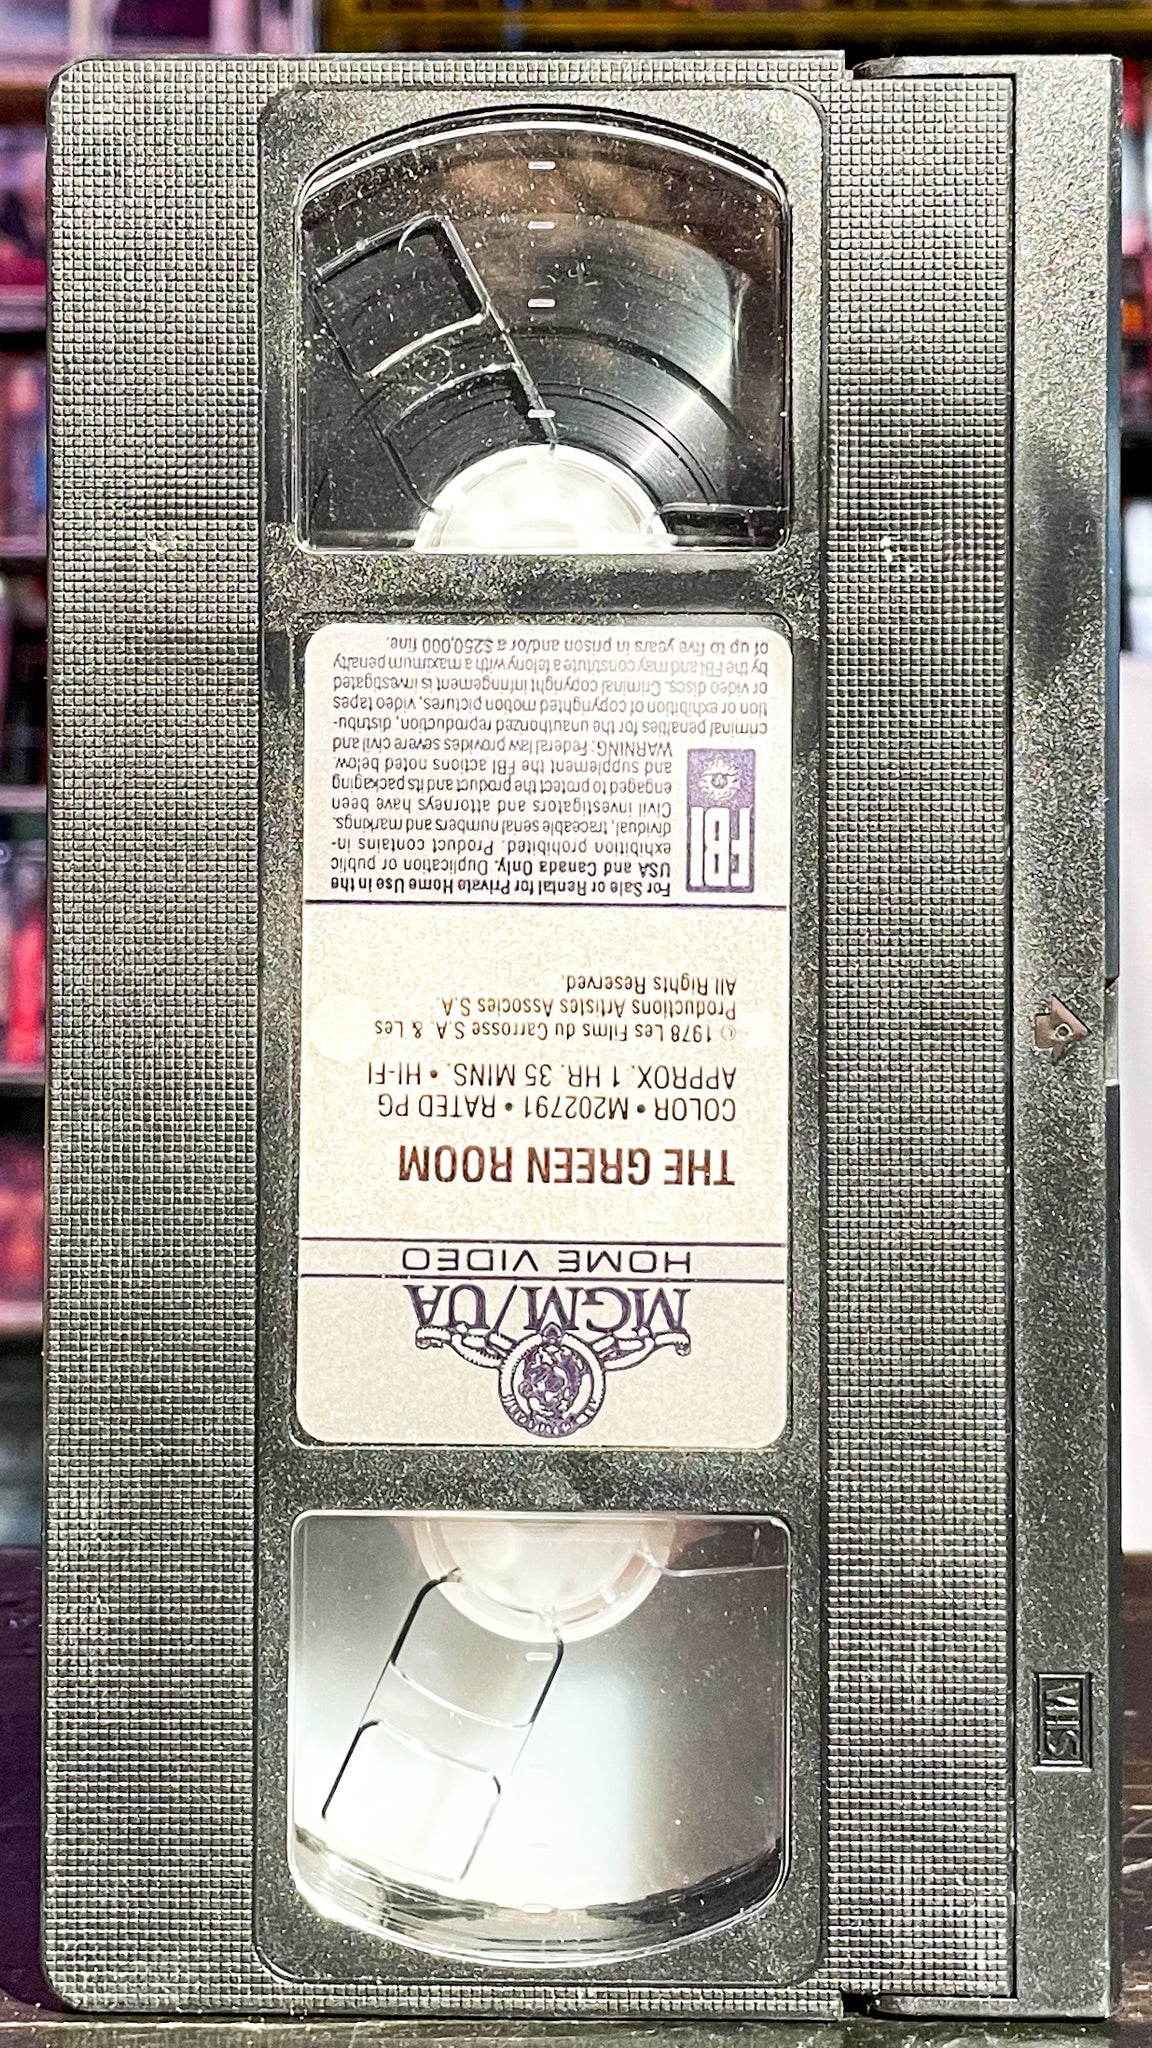 MGM/UA
HOME VIDEO
THE GREEN ROOM
COLOR • M202791 • RATED PG
APPROX. 1 HR. 35 MINS. • HI-FI
© 1978 Les Films du Carrosse S.A. & Les
Productions Artistes Associes S.A.
All Rights Reserved.
FBI
For Sale or Rental for Private Home Use in the
USA and Canada Only. Duplication or public
exhibition prohibited. Product contains in-
dividual, traceable serial numbers and markings.
Civil investigators and attorneys have been
engaged to protect the product and its packaging
and supplement the FBI actions noted below.
WARNING: Federal law provides severe civil and
criminal penalties for the unauthorized reproduction, distribu-
tion or exhibition of copyrighted motion pictures, video tapes
or video discs. Criminal copyright infringement is investigated
by the FBI and may constitute a felony with a maximum penalty
of up to five years in prison and/or a $250,000 fine.
VHS